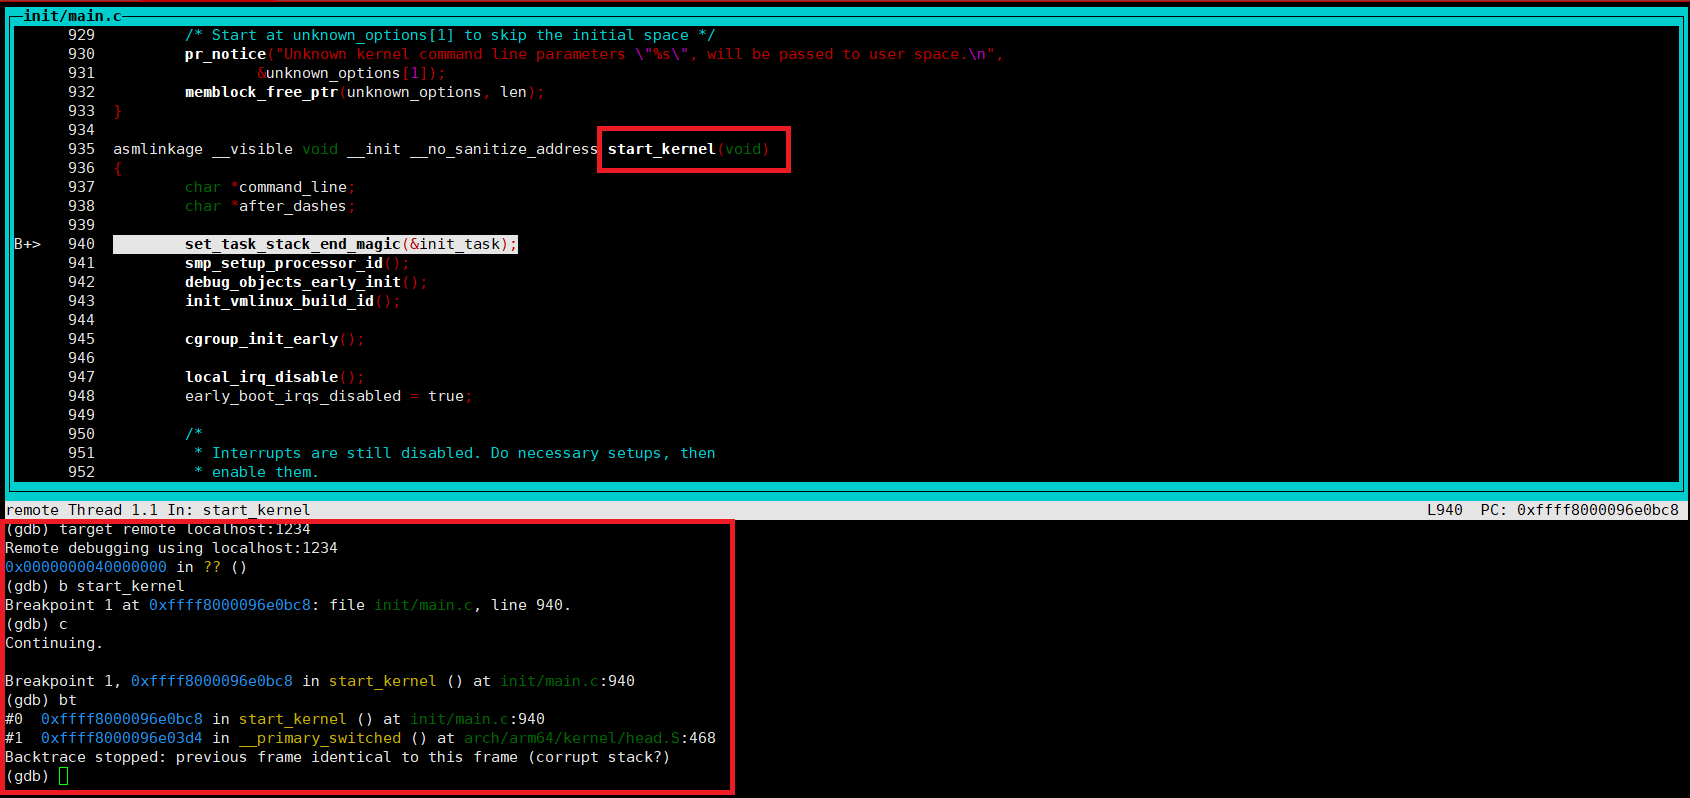 init/main.c
929 /* Start at unknown_options[1] to skip the initial space */
930 pr_notice("Unknown kernel command line parameters \"%s\", will be passed to user space.\n",
931 &unknown_options[1]);
932 memblock_free_ptr(unknown_options, len);
933 }
934
935 asmlinkage __visible void __init __no_sanitize_address start_kernel(void)
936 {
937 char *command_line;
938 char *after_dashes;
939
B+> 940 set_task_stack_end_magic(&init_task);
941 smp_setup_processor_id();
942 debug_objects_early_init();
943 init_vmlinux_build_id();
944
945 cgroup_init_early();
946
947 local_irq_disable();
948 early_boot_irqs_disabled = true;
949
950 /*
951 * Interrupts are still disabled. Do necessary setups, then
952 * enable them.
remote Thread 1.1 In: start_kernel L940 PC: 0xffff8000096e0bc8
(gdb) target remote localhost:1234
Remote debugging using localhost:1234
0x0000000040000000 in ?? ()
(gdb) b start_kernel
Breakpoint 1 at 0xffff8000096e0bc8: file init/main.c, line 940.
(gdb) c
Continuing.
Breakpoint 1, 0xffff8000096e0bc8 in start_kernel () at init/main.c:940
(gdb) bt
#0 0xffff8000096e0bc8 in start_kernel () at init/main.c:940
#1 0xffff8000096e03d4 in __primary_switched () at arch/arm64/kernel/head.S:468
Backtrace stopped: previous frame identical to this frame (corrupt stack?)
(gdb)